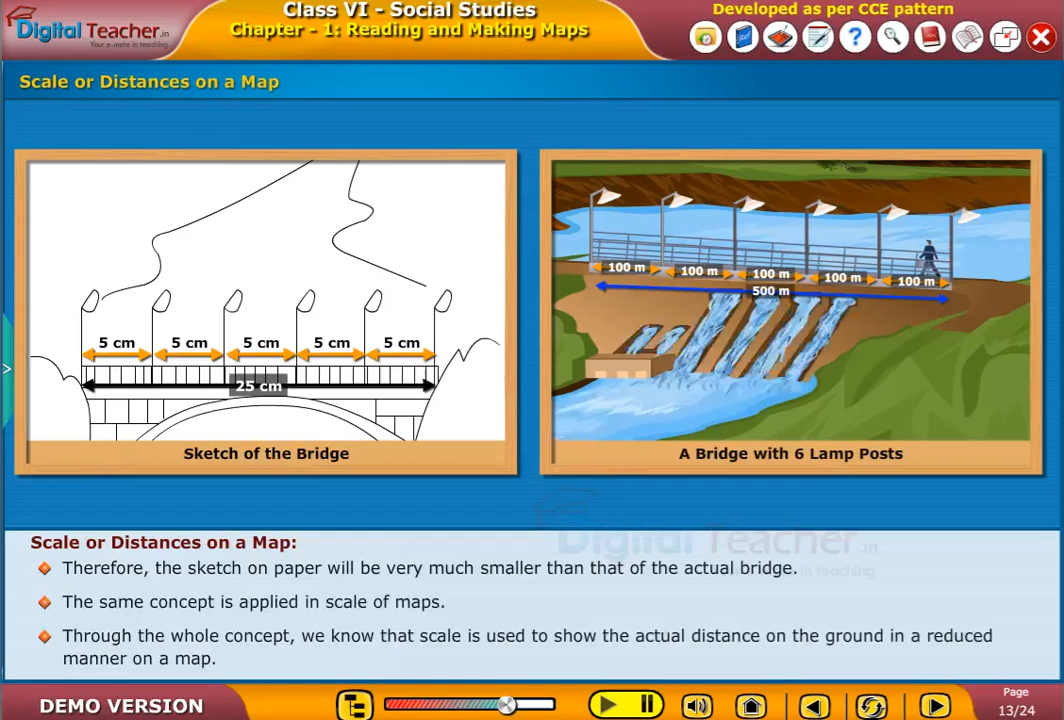 Digital Teacher.in
Your e-mate in teaching
Class VI - Social Studies
Chapter - 1: Reading and Making Maps
Developed as per CCE pattern
Ref
?
Scale or Distances on a Map
5 cm 5 cm 5 cm 5 cm 5 cm
25 cm
Sketch of the Bridge
100 m 100 m 100 m 100 m 100 m
500 m
A Bridge with 6 Lamp Posts
>
Digital Teacher.in
Scale or Distances on a Map:
Therefore, the sketch on paper will be very much smaller than that of the actual bridge.
The same concept is applied in scale of maps.
Through the whole concept, we know that scale is used to show the actual distance on the ground in a reduced
manner on a map.
DEMO VERSION
Page
13/24